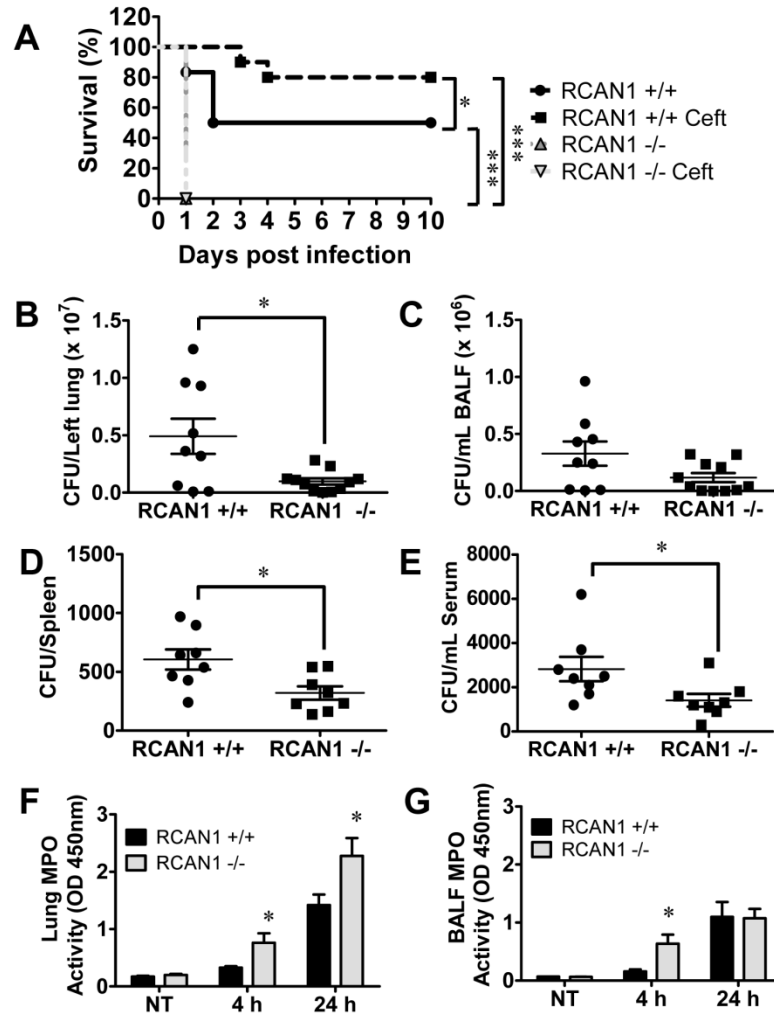 A
Survival (%)
120
100
80
60
40
20
0
0 1 2 3 4 5 6 7 8 9 10
Days post infection
*
***
***
RCAN1 +/+
RCAN1 +/+ Ceft
RCAN1 -/-
RCAN1 -/- Ceft
B
CFU/Left lung (x 10⁷)
1.5
1.0
0.5
0.0
*
RCAN1 +/+ RCAN1 -/-
C
CFU/mL BALF (x 10⁶)
1.5
1.0
0.5
0.0
RCAN1 +/+ RCAN1 -/-
D
CFU/Spleen
1500
1000
500
0
*
RCAN1 +/+ RCAN1 -/-
E
CFU/mL Serum
8000
6000
4000
2000
0
*
RCAN1 +/+ RCAN1 -/-
F
Lung MPO
Activity (OD 450nm)
3
2
1
0
RCAN1 +/+
RCAN1 -/-
*
*
NT 4 h 24 h
G
BALF MPO
Activity (OD 450nm)
3
2
1
0
RCAN1 +/+
RCAN1 -/-
*
NT 4 h 24 h